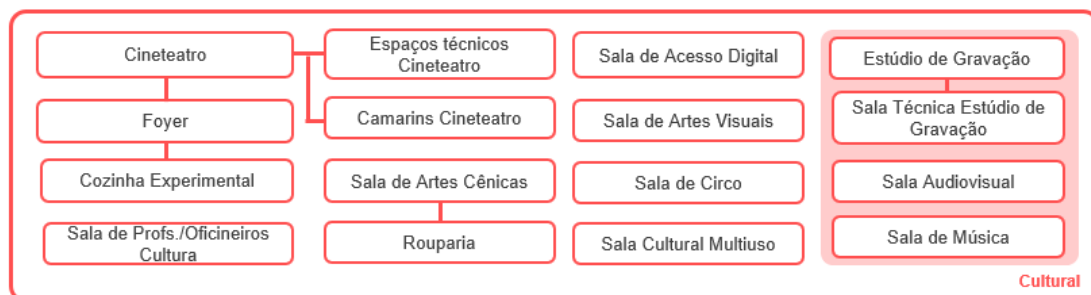 Cineteatro
Foyer
Cozinha Experimental
Sala de Profs./Oficineiros
Cultura
Espaços técnicos
Cineteatro
Camarins Cineteatro
Sala de Artes Cênicas
Rouparia
Sala de Acesso Digital
Sala de Artes Visuais
Sala de Circo
Sala Cultural Multiuso
Estúdio de Gravação
Sala Técnica Estúdio de
Gravação
Sala Audiovisual
Sala de Música
Cultural